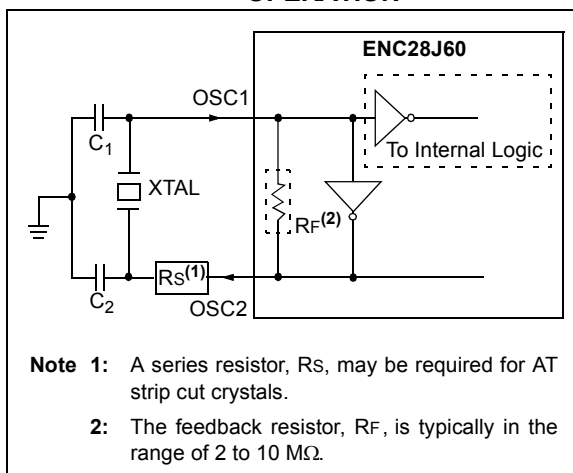 OPERATION
ENC28J60
OSC1
C1
To Internal Logic
XTAL
RF(2)
RS(1)
C2
OSC2
Note 1: A series resistor, RS, may be required for AT
strip cut crystals.
2: The feedback resistor, RF, is typically in the
range of 2 to 10 MΩ.